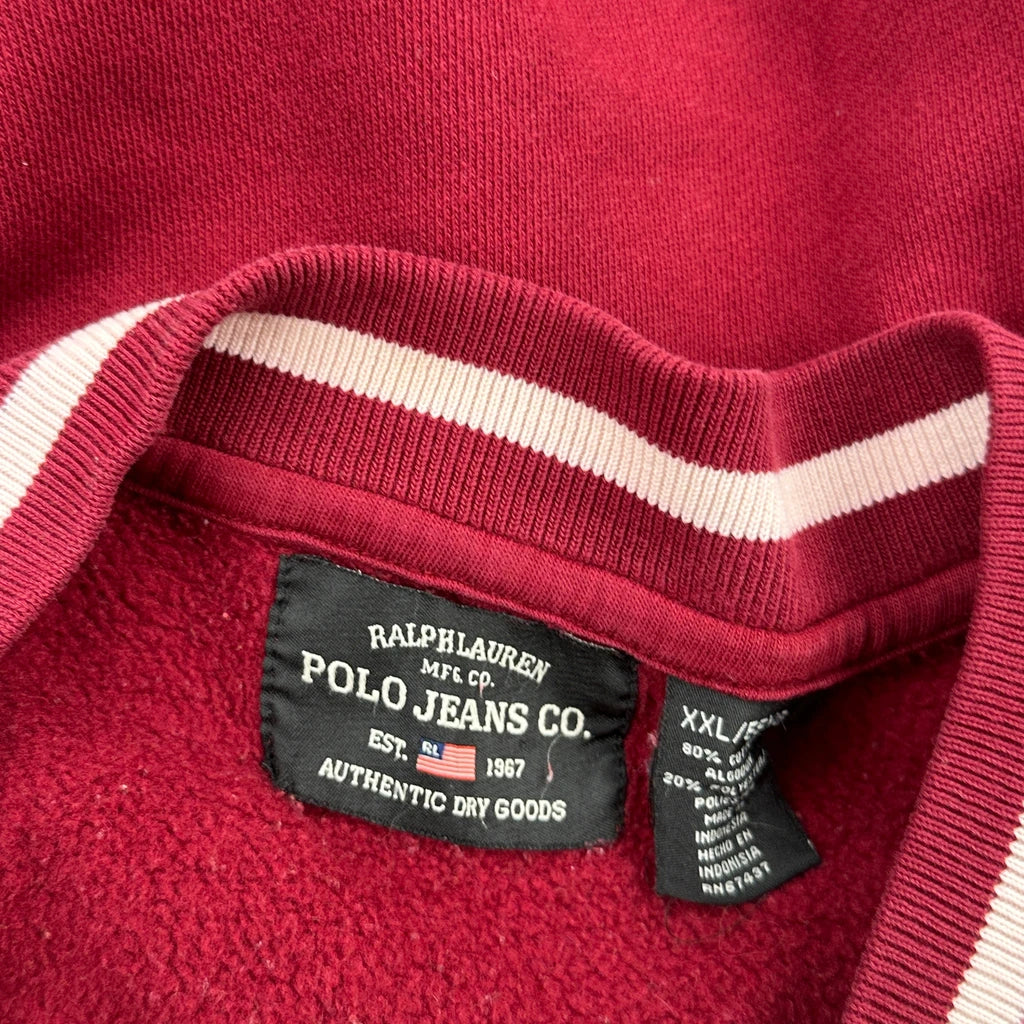 RALPH LAUREN
MFG. CO.
POLO JEANS CO.
EST. RL 1967
AUTHENTIC DRY GOODS
XXL/
80%
20%
MADE
INDONESIA
HECHO EN
INDONISIA
RN67437